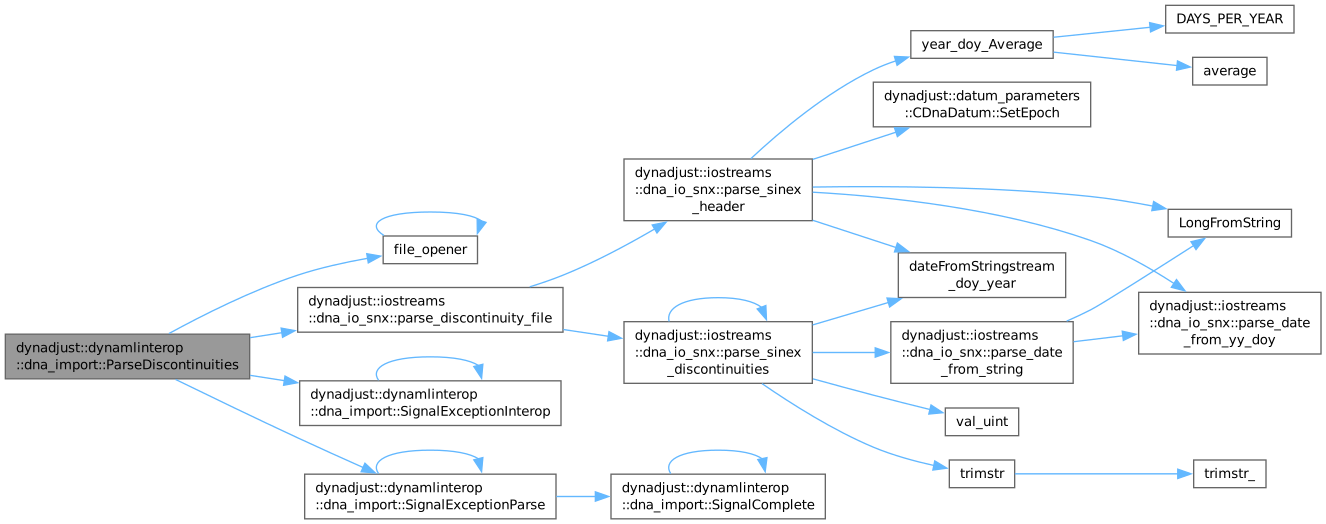 DAYS_PER_YEAR
year_doy_Average
average
dynadjust::datum_parameters
::CDnaDatum::SetEpoch
dynadjust::iostreams
::dna_io_snx::parse_sinex
_header
LongFromString
file_opener
dateFromStringstream
_doy_year
dynadjust::iostreams
::dna_io_snx::parse_discontinuity_file
dynadjust::iostreams
::dna_io_snx::parse_date
_from_yy_doy
dynadjust::dynamlinterop
::dna_import::ParseDiscontinuities
dynadjust::iostreams
::dna_io_snx::parse_sinex
_discontinuities
dynadjust::iostreams
::dna_io_snx::parse_date
_from_string
dynadjust::dynamlinterop
::dna_import::SignalExceptionInterop
val_uint
trimstr
trimstr_
dynadjust::dynamlinterop
::dna_import::SignalExceptionParse
dynadjust::dynamlinterop
::dna_import::SignalComplete